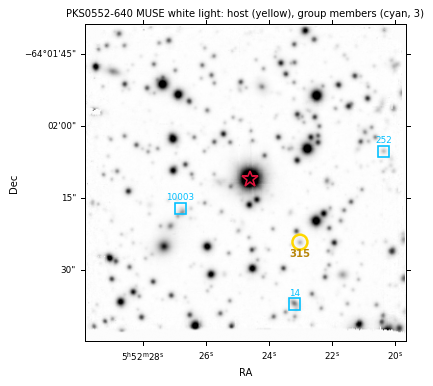 PKS0552-640 MUSE white light: host (yellow), group members (cyan, 3)
−64°01'45"
02'00"
252
15"
10003
315
30"
14
5ʰ52ᵐ28ˢ 26ˢ 24ˢ 22ˢ 20ˢ
RA
Dec